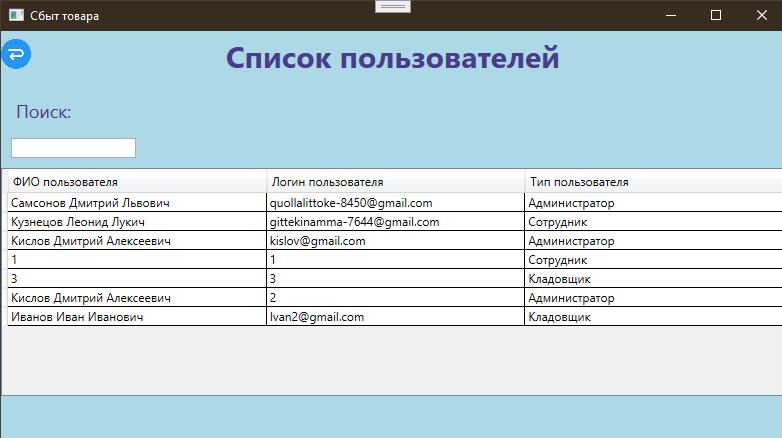 Сбыт товара
Список пользователей
Поиск:
ФИО пользователя Логин пользователя Тип пользователя
Самсонов Дмитрий Львович quollalittoke-8450@gmail.com Администратор
Кузнецов Леонид Лукич gittekinamma-7644@gmail.com Сотрудник
Кислов Дмитрий Алексеевич kislov@gmail.com Администратор
1 1 Сотрудник
3 3 Кладовщик
Кислов Дмитрий Алексеевич 2 Администратор
Иванов Иван Иванович Ivan2@gmail.com Кладовщик